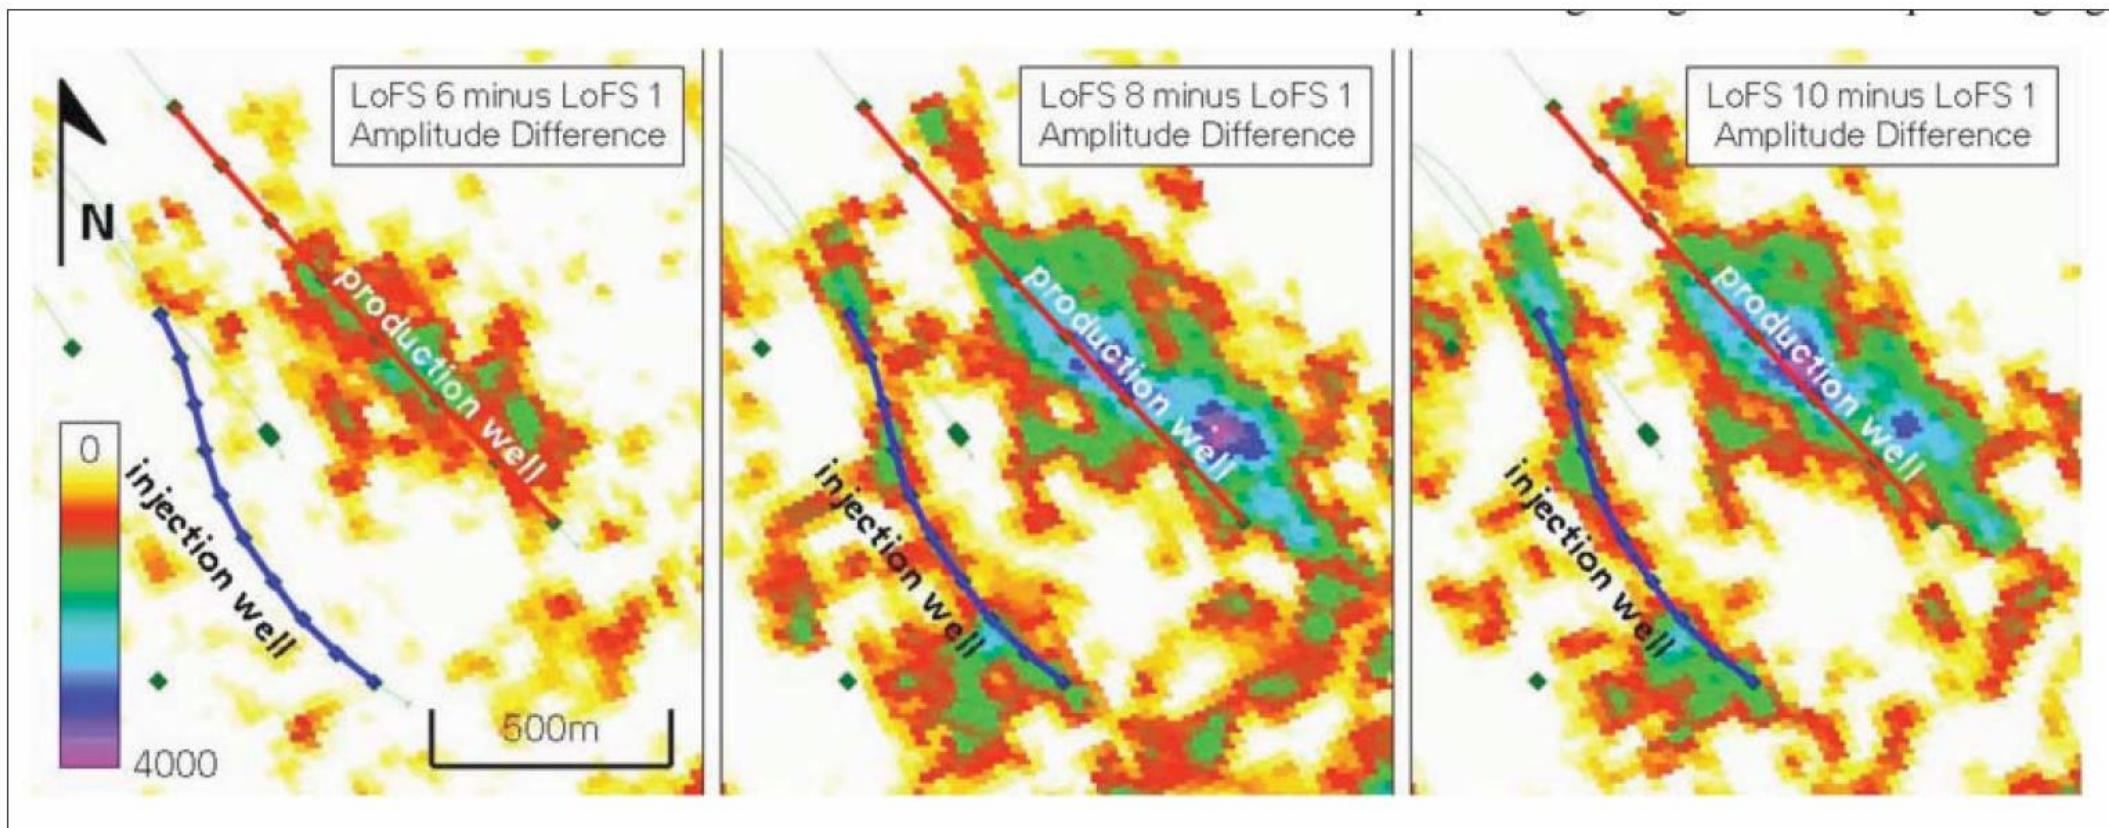 LoFS 6 minus LoFS 1
Amplitude Difference
N
production well
injection well
0
4000
500m
LoFS 8 minus LoFS 1
Amplitude Difference
production well
injection well
LoFS 10 minus LoFS 1
Amplitude Difference
production well
injection well